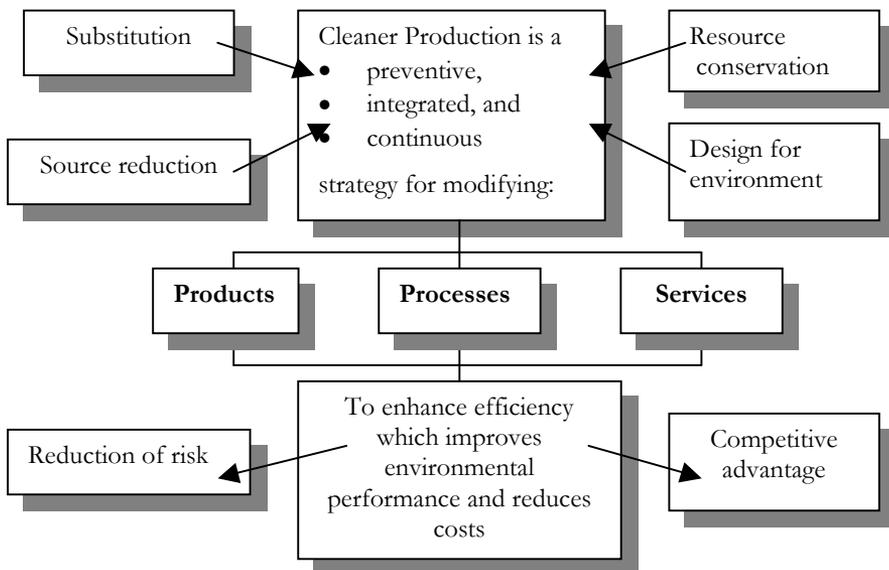 Substitution
Cleaner Production is a
• preventive,
• integrated, and
• continuous
strategy for modifying:
Resource
conservation
Source reduction
Design for
environment
Products
Processes
Services
To enhance efficiency
which improves
environmental
performance and reduces
costs
Reduction of risk
Competitive
advantage